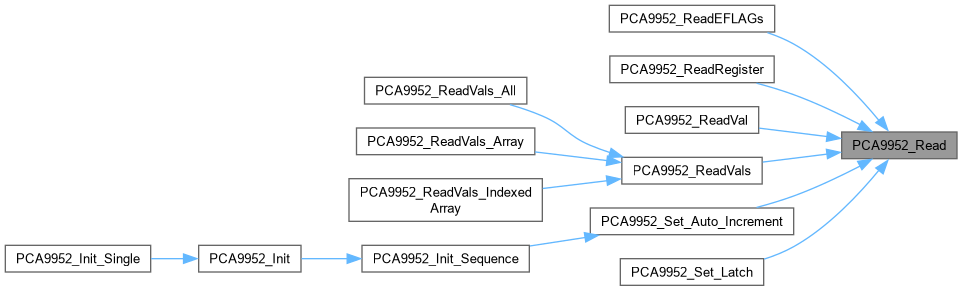 PCA9952_ReadEFLAGs
PCA9952_ReadRegister
PCA9952_ReadVals_All
PCA9952_ReadVal
PCA9952_ReadVals_Array
PCA9952_Read
PCA9952_ReadVals
PCA9952_ReadVals_Indexed
Array
PCA9952_Set_Auto_Increment
PCA9952_Init_Single
PCA9952_Init
PCA9952_Init_Sequence
PCA9952_Set_Latch